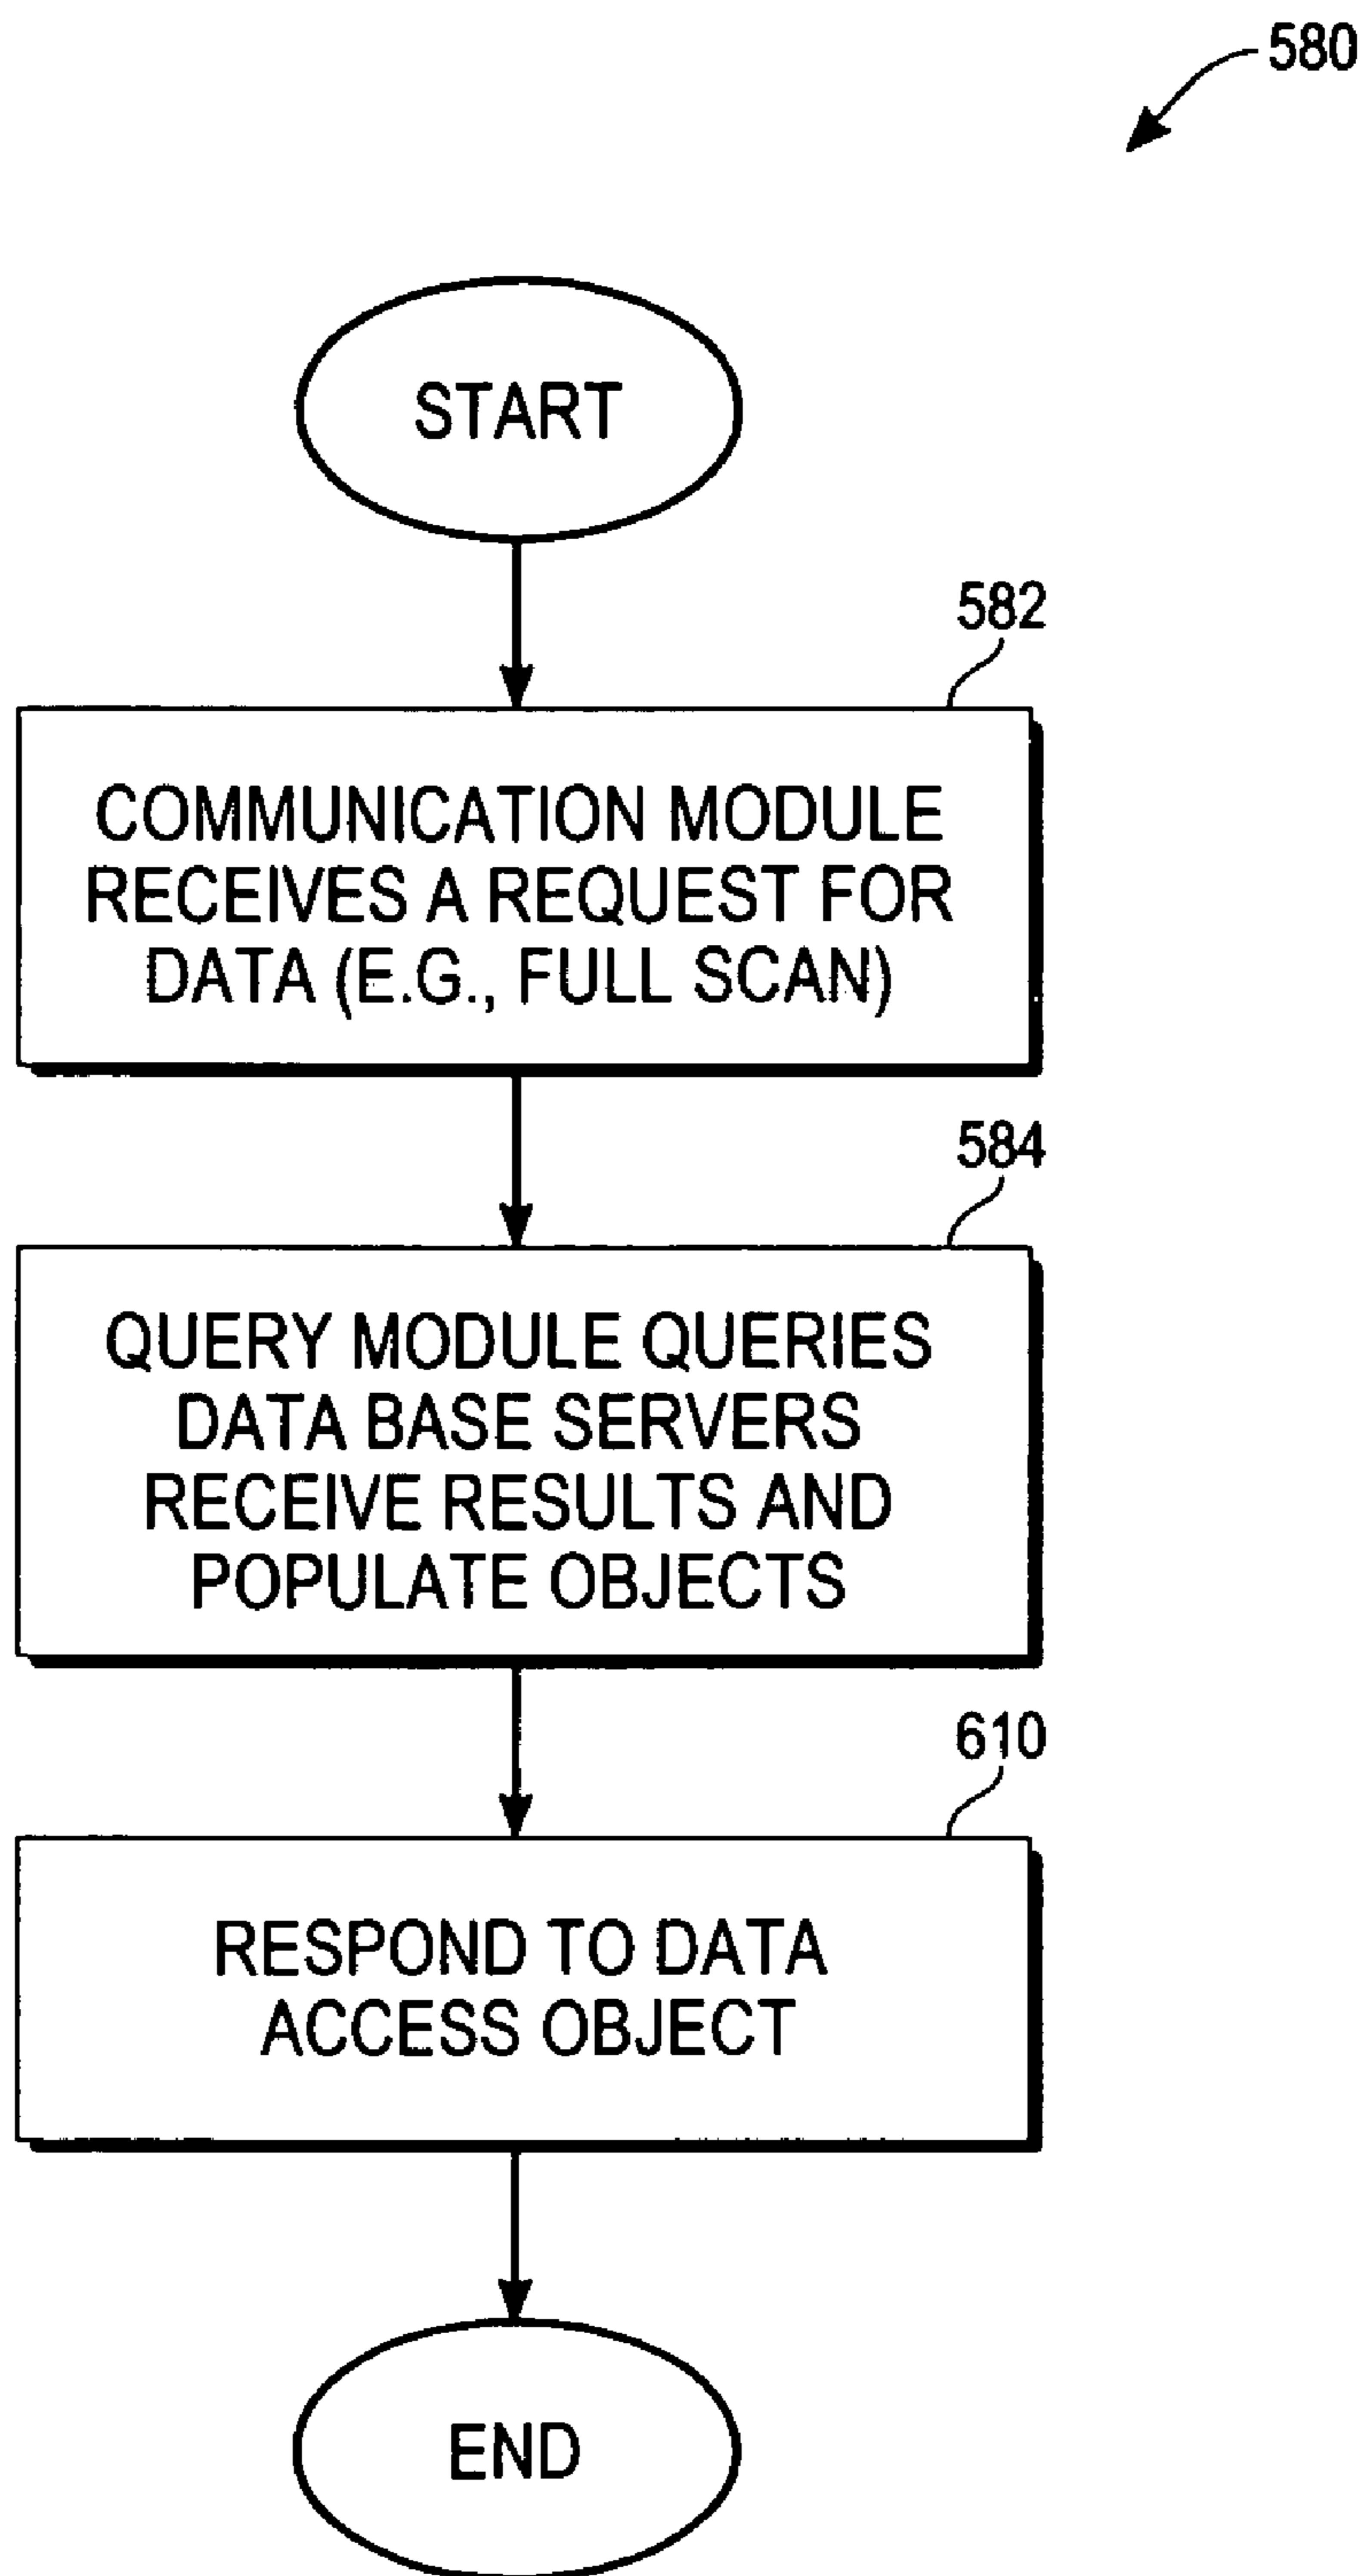 580
START
582
COMMUNICATION MODULE
RECEIVES A REQUEST FOR
DATA (E.G., FULL SCAN)
584
QUERY MODULE QUERIES
DATA BASE SERVERS
RECEIVE RESULTS AND
POPULATE OBJECTS
610
RESPOND TO DATA
ACCESS OBJECT
END